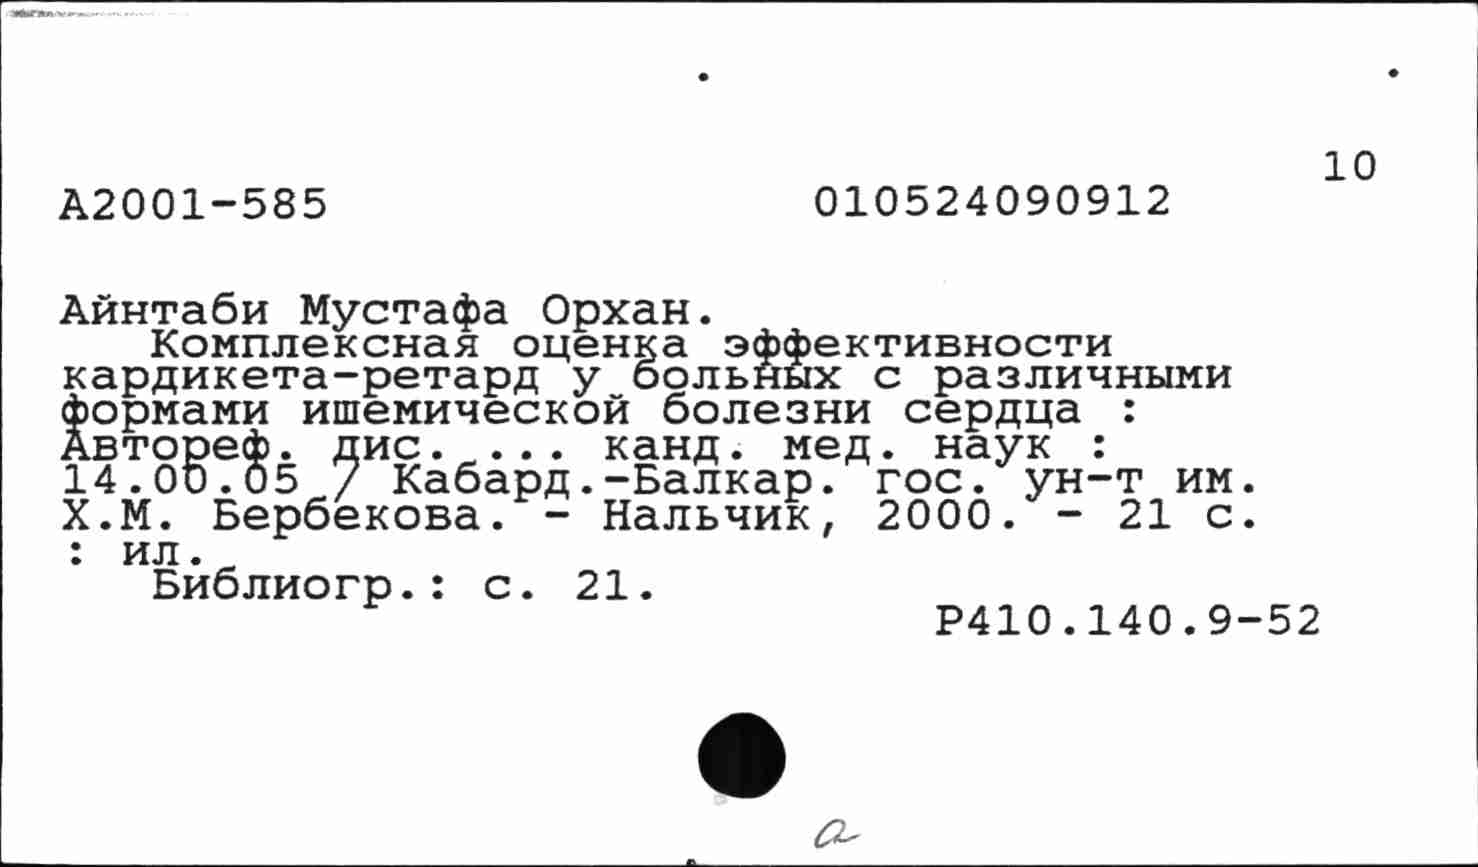 10
А2001-585 010524090912
Айнтаби Мустафа Орхан.
Комплексная оценка эффективности
кардикета-ретард у больных с различными
формами ишемической болезни сердца :
Автореф. дис. ... канд. мед. наук :
14.00.05 / Кабард.-Балкар. гос. ун-т им.
Х.М. Бербекова. - Нальчик, 2000. - 21 с.
: ил.
Библиогр.: с. 21.
Р410.140.9-52
а